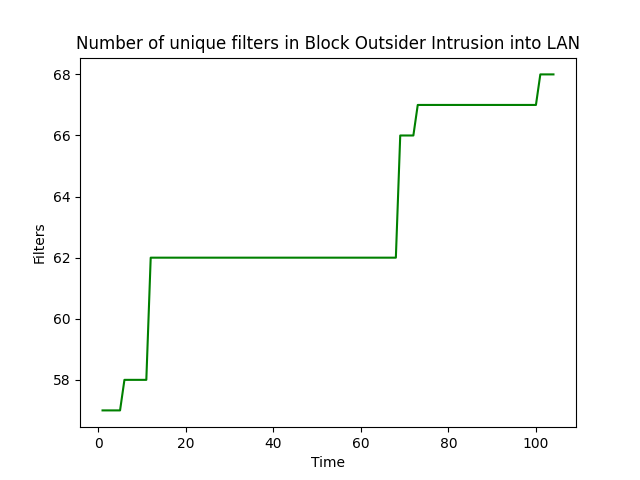 Number of unique filters in Block Outsider Intrusion into LAN
68
66
64
62
60
58
Filters
0 20 40 60 80 100
Time